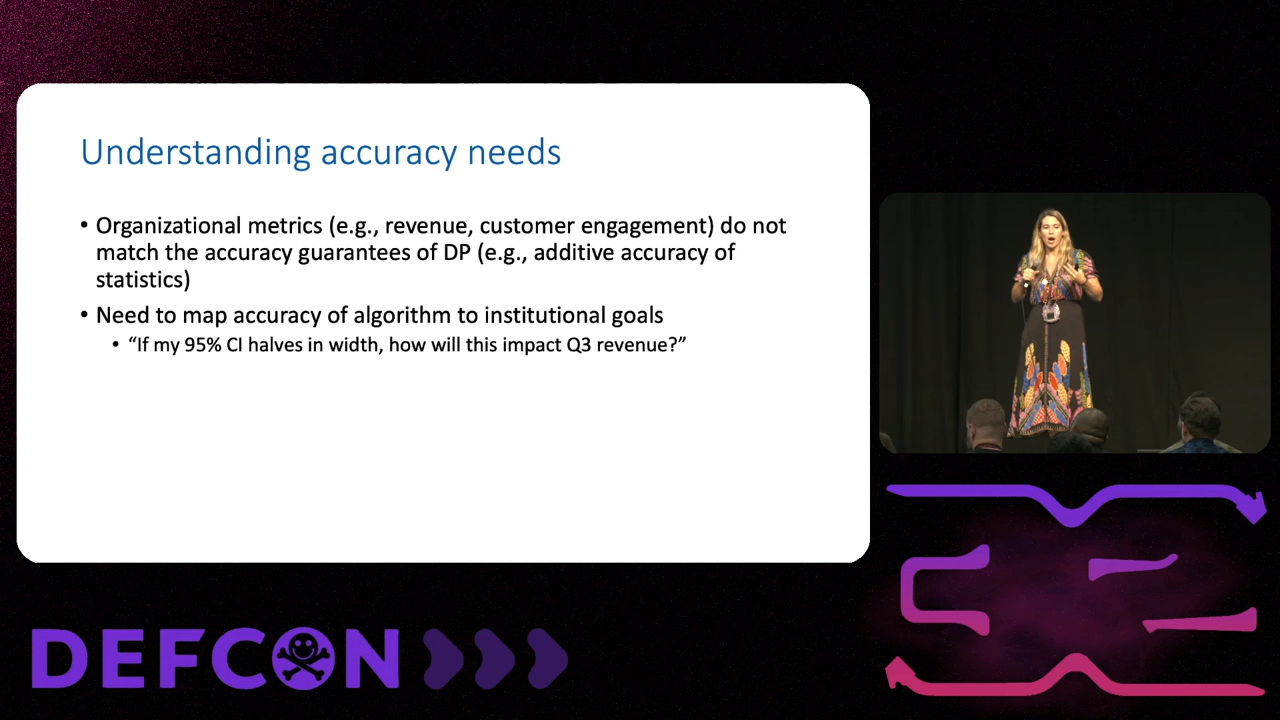 Understanding accuracy needs
• Organizational metrics (e.g., revenue, customer engagement) do not
match the accuracy guarantees of DP (e.g., additive accuracy of
statistics)
• Need to map accuracy of algorithm to institutional goals
• “If my 95% CI halves in width, how will this impact Q3 revenue?”
DEFCON